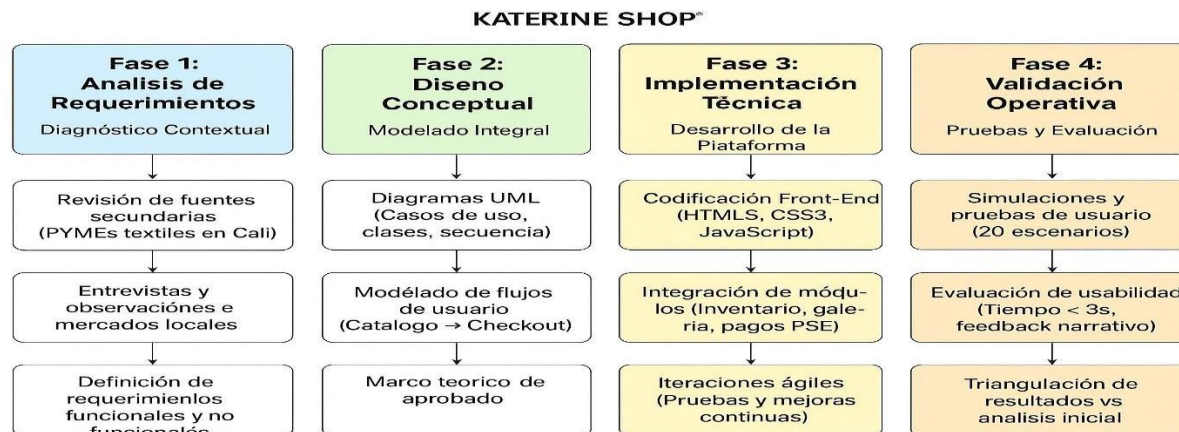 KATERINE SHOP®
Fase 1:
Analisis de
Requerimientos
Diagnóstico Contextual
Revisión de fuentes
secundarias
(PYMEs textiles en Cali)
Entrevistas y
observaciónes e
mercados locales
Definición de
requerimienlos
funcionales y no
funcionalés
Fase 2:
Diseno
Conceptual
Modelado Integral
Diagramas UML
(Casos de uso,
clases, secuencia)
Modélado de flujos
de usuario
(Catalogo → Checkout)
Marco teorico de
aprobado
Fase 3:
Implementación
Técnica
Desarrollo de la
Piataforma
Codificación Front-End
(HTMLS, CSS3,
JavaScript)
Integración de módu-
los (Inventario, gale-
ria, pagos PSE)
Iteraciones ágiles
(Pruebas y mejoras
continuas)
Fase 4:
Validación
Operativa
Pruebas y Evaluación
Simulaciones y
pruebas de usuario
(20 escenarios)
Evaluación de usabilidad
(Tiempo < 3s,
feedback narrativo)
Triangulación de
resultados vs
analisis inicial